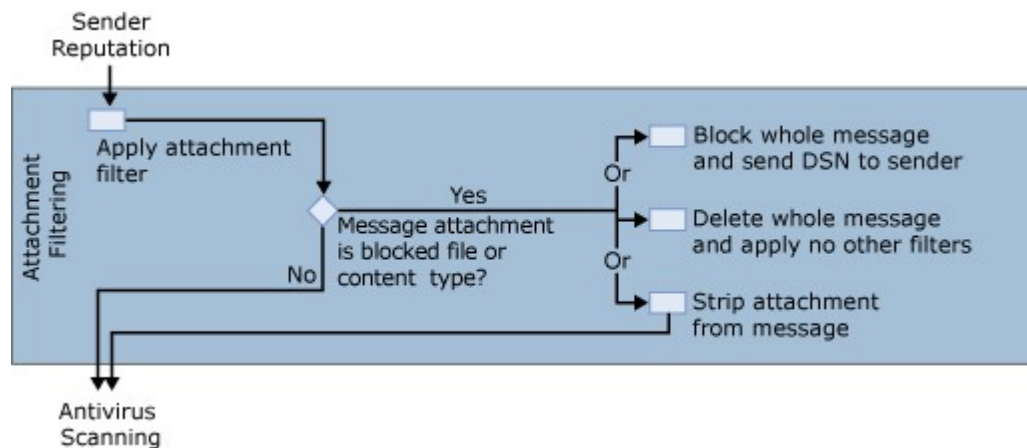 Sender
Reputation
Attachment
Filtering
Apply attachment
filter
Yes
Message attachment
is blocked file or
content type?
No
Or
Or
Block whole message
and send DSN to sender
Delete whole message
and apply no other filters
Strip attachment
from message
Antivirus
Scanning